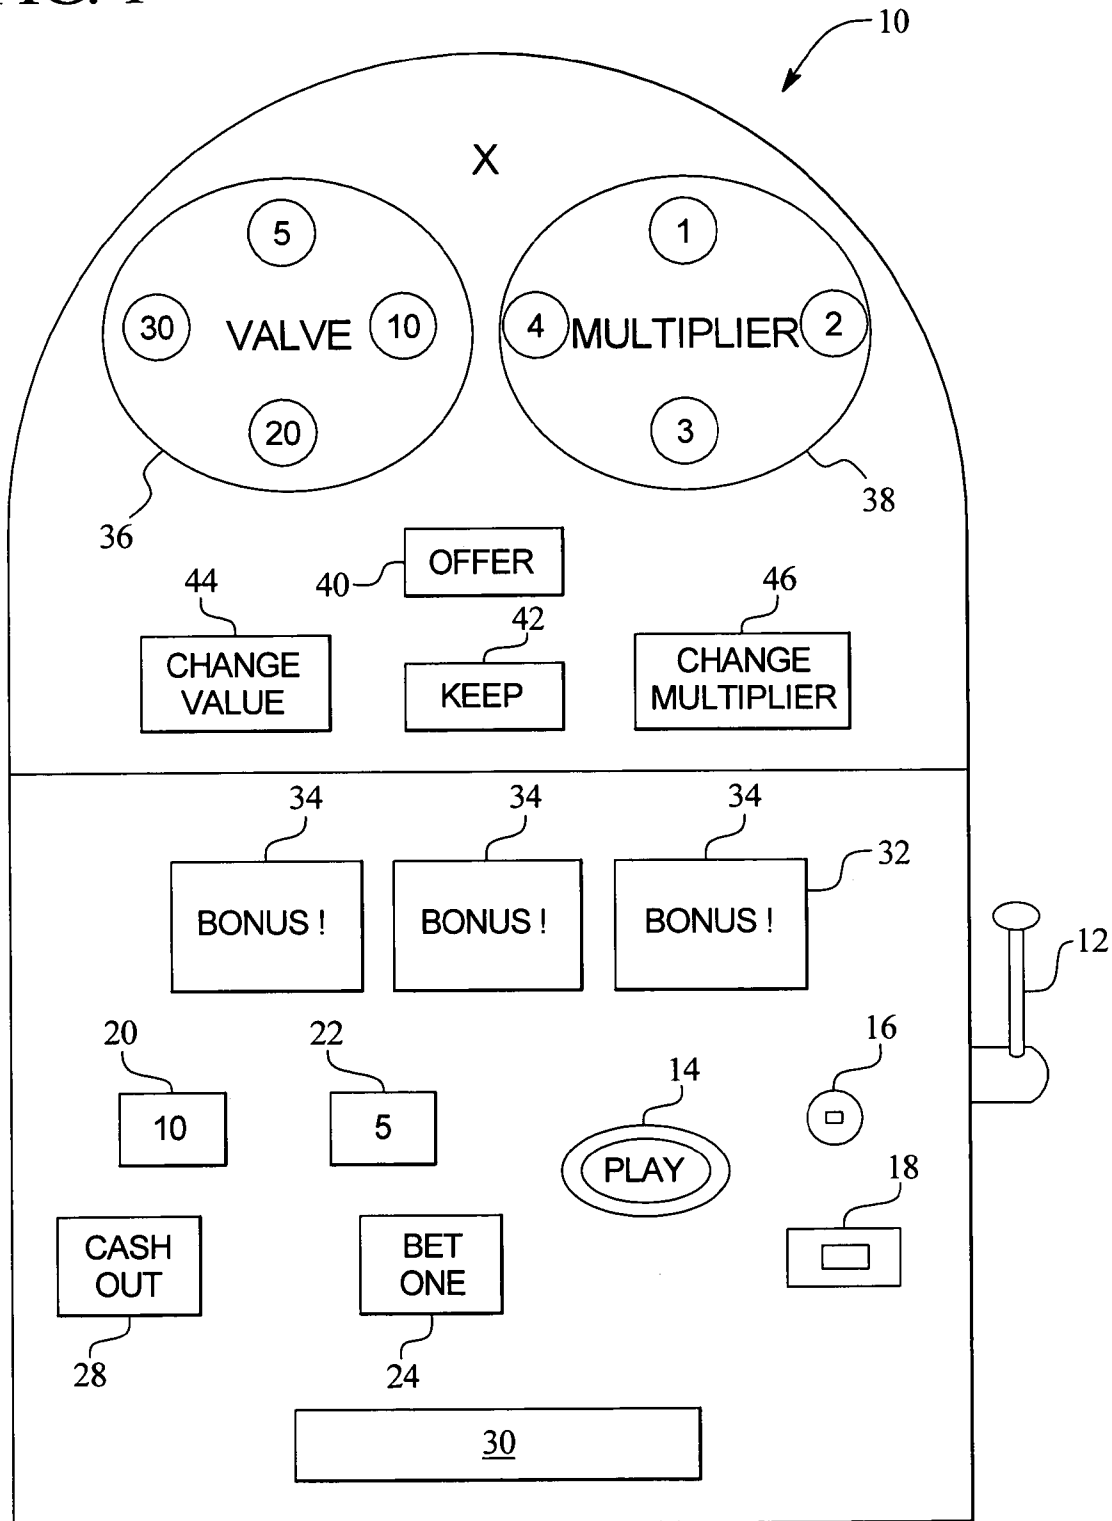 10
X
5
1
30
VALVE
10
4
MULTIPLIER
2
20
3
36
38
OFFER
40
44
42
46
CHANGE
VALUE
KEEP
CHANGE
MULTIPLIER
34
34
34
32
BONUS !
BONUS !
BONUS !
12
20
22
14
16
10
5
PLAY
18
CASH
OUT
BET
ONE
28
24
30